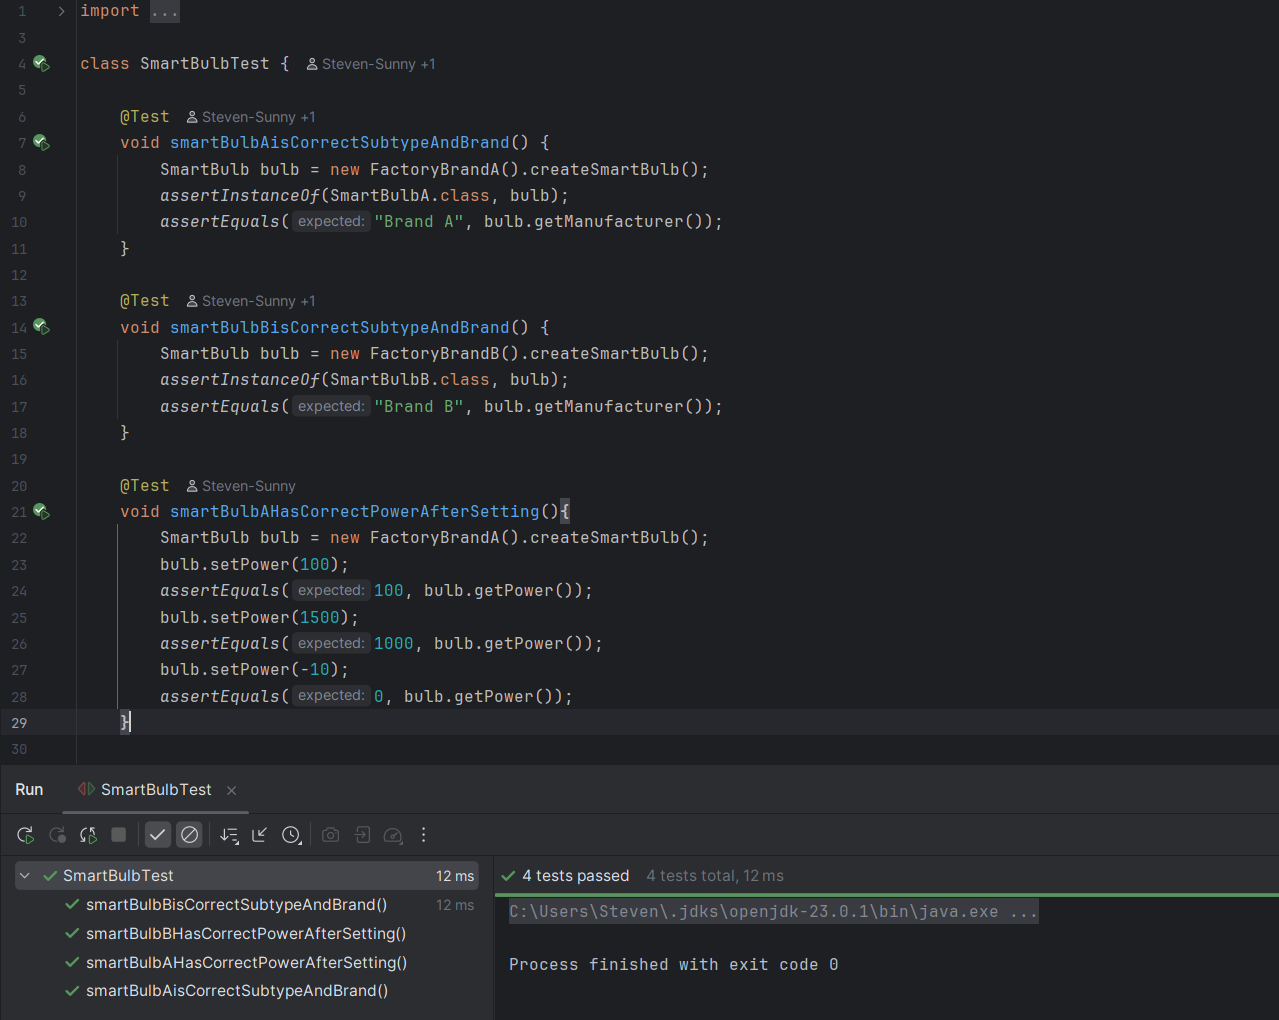 1 import ...
3
4 class SmartBulbTest { Steven-Sunny +1
5
6 @Test Steven-Sunny +1
7 void smartBulbAisCorrectSubtypeAndBrand() {
8 SmartBulb bulb = new FactoryBrandA().createSmartBulb();
9 assertInstanceOf(SmartBulbA.class, bulb);
10 assertEquals( expected: "Brand A", bulb.getManufacturer());
11 }
12
13 @Test Steven-Sunny +1
14 void smartBulbBisCorrectSubtypeAndBrand() {
15 SmartBulb bulb = new FactoryBrandB().createSmartBulb();
16 assertInstanceOf(SmartBulbB.class, bulb);
17 assertEquals( expected: "Brand B", bulb.getManufacturer());
18 }
19
20 @Test Steven-Sunny
21 void smartBulbAHasCorrectPowerAfterSetting(){
22 SmartBulb bulb = new FactoryBrandA().createSmartBulb();
23 bulb.setPower(100);
24 assertEquals( expected: 100, bulb.getPower());
25 bulb.setPower(1500);
26 assertEquals( expected: 1000, bulb.getPower());
27 bulb.setPower(-10);
28 assertEquals( expected: 0, bulb.getPower());
29 }
30
Run SmartBulbTest
SmartBulbTest 12 ms
smartBulbBisCorrectSubtypeAndBrand() 12 ms
smartBulbBHasCorrectPowerAfterSetting()
smartBulbAHasCorrectPowerAfterSetting()
smartBulbAisCorrectSubtypeAndBrand()
4 tests passed 4 tests total, 12 ms
C:\Users\Steven\.jdks\openjdk-23.0.1\bin\java.exe ...
Process finished with exit code 0